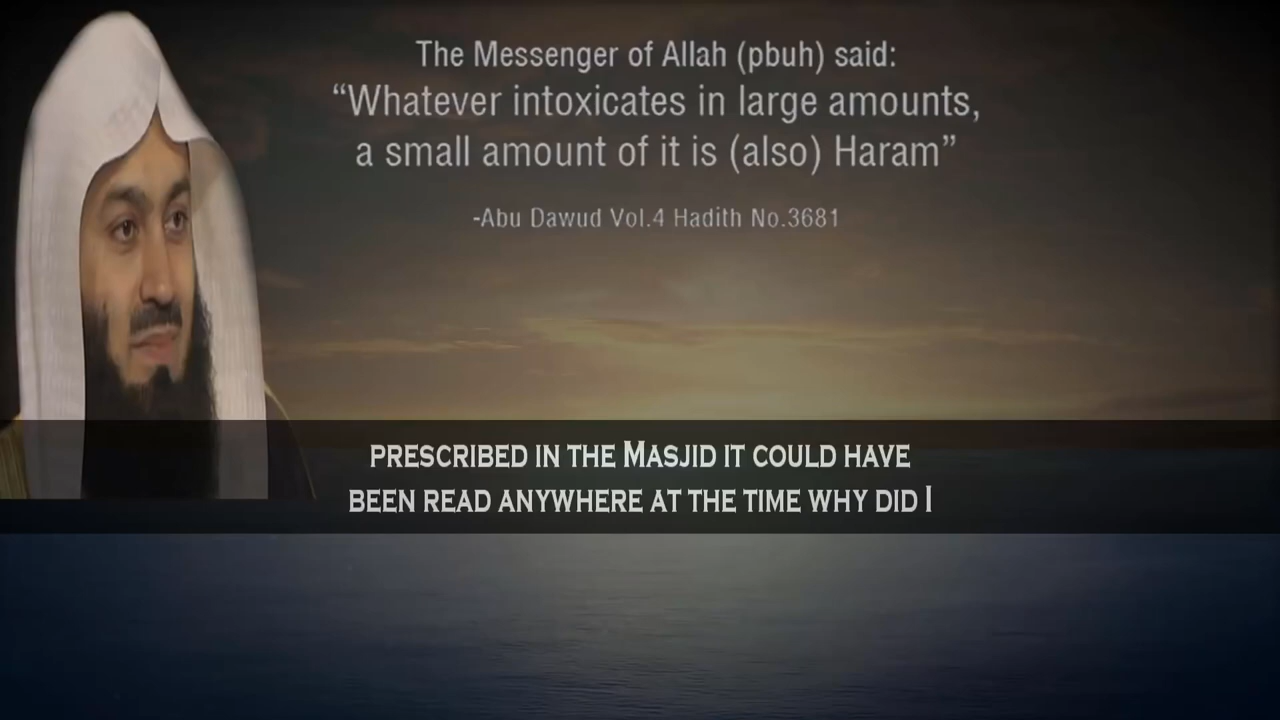 The Messenger of Allah (pbuh) said:
“Whatever intoxicates in large amounts,
a small amount of it is (also) Haram”
-Abu Dawud Vol.4 Hadith No.3681
PRESCRIBED IN THE MASJID IT COULD HAVE
BEEN READ ANYWHERE AT THE TIME WHY DID I